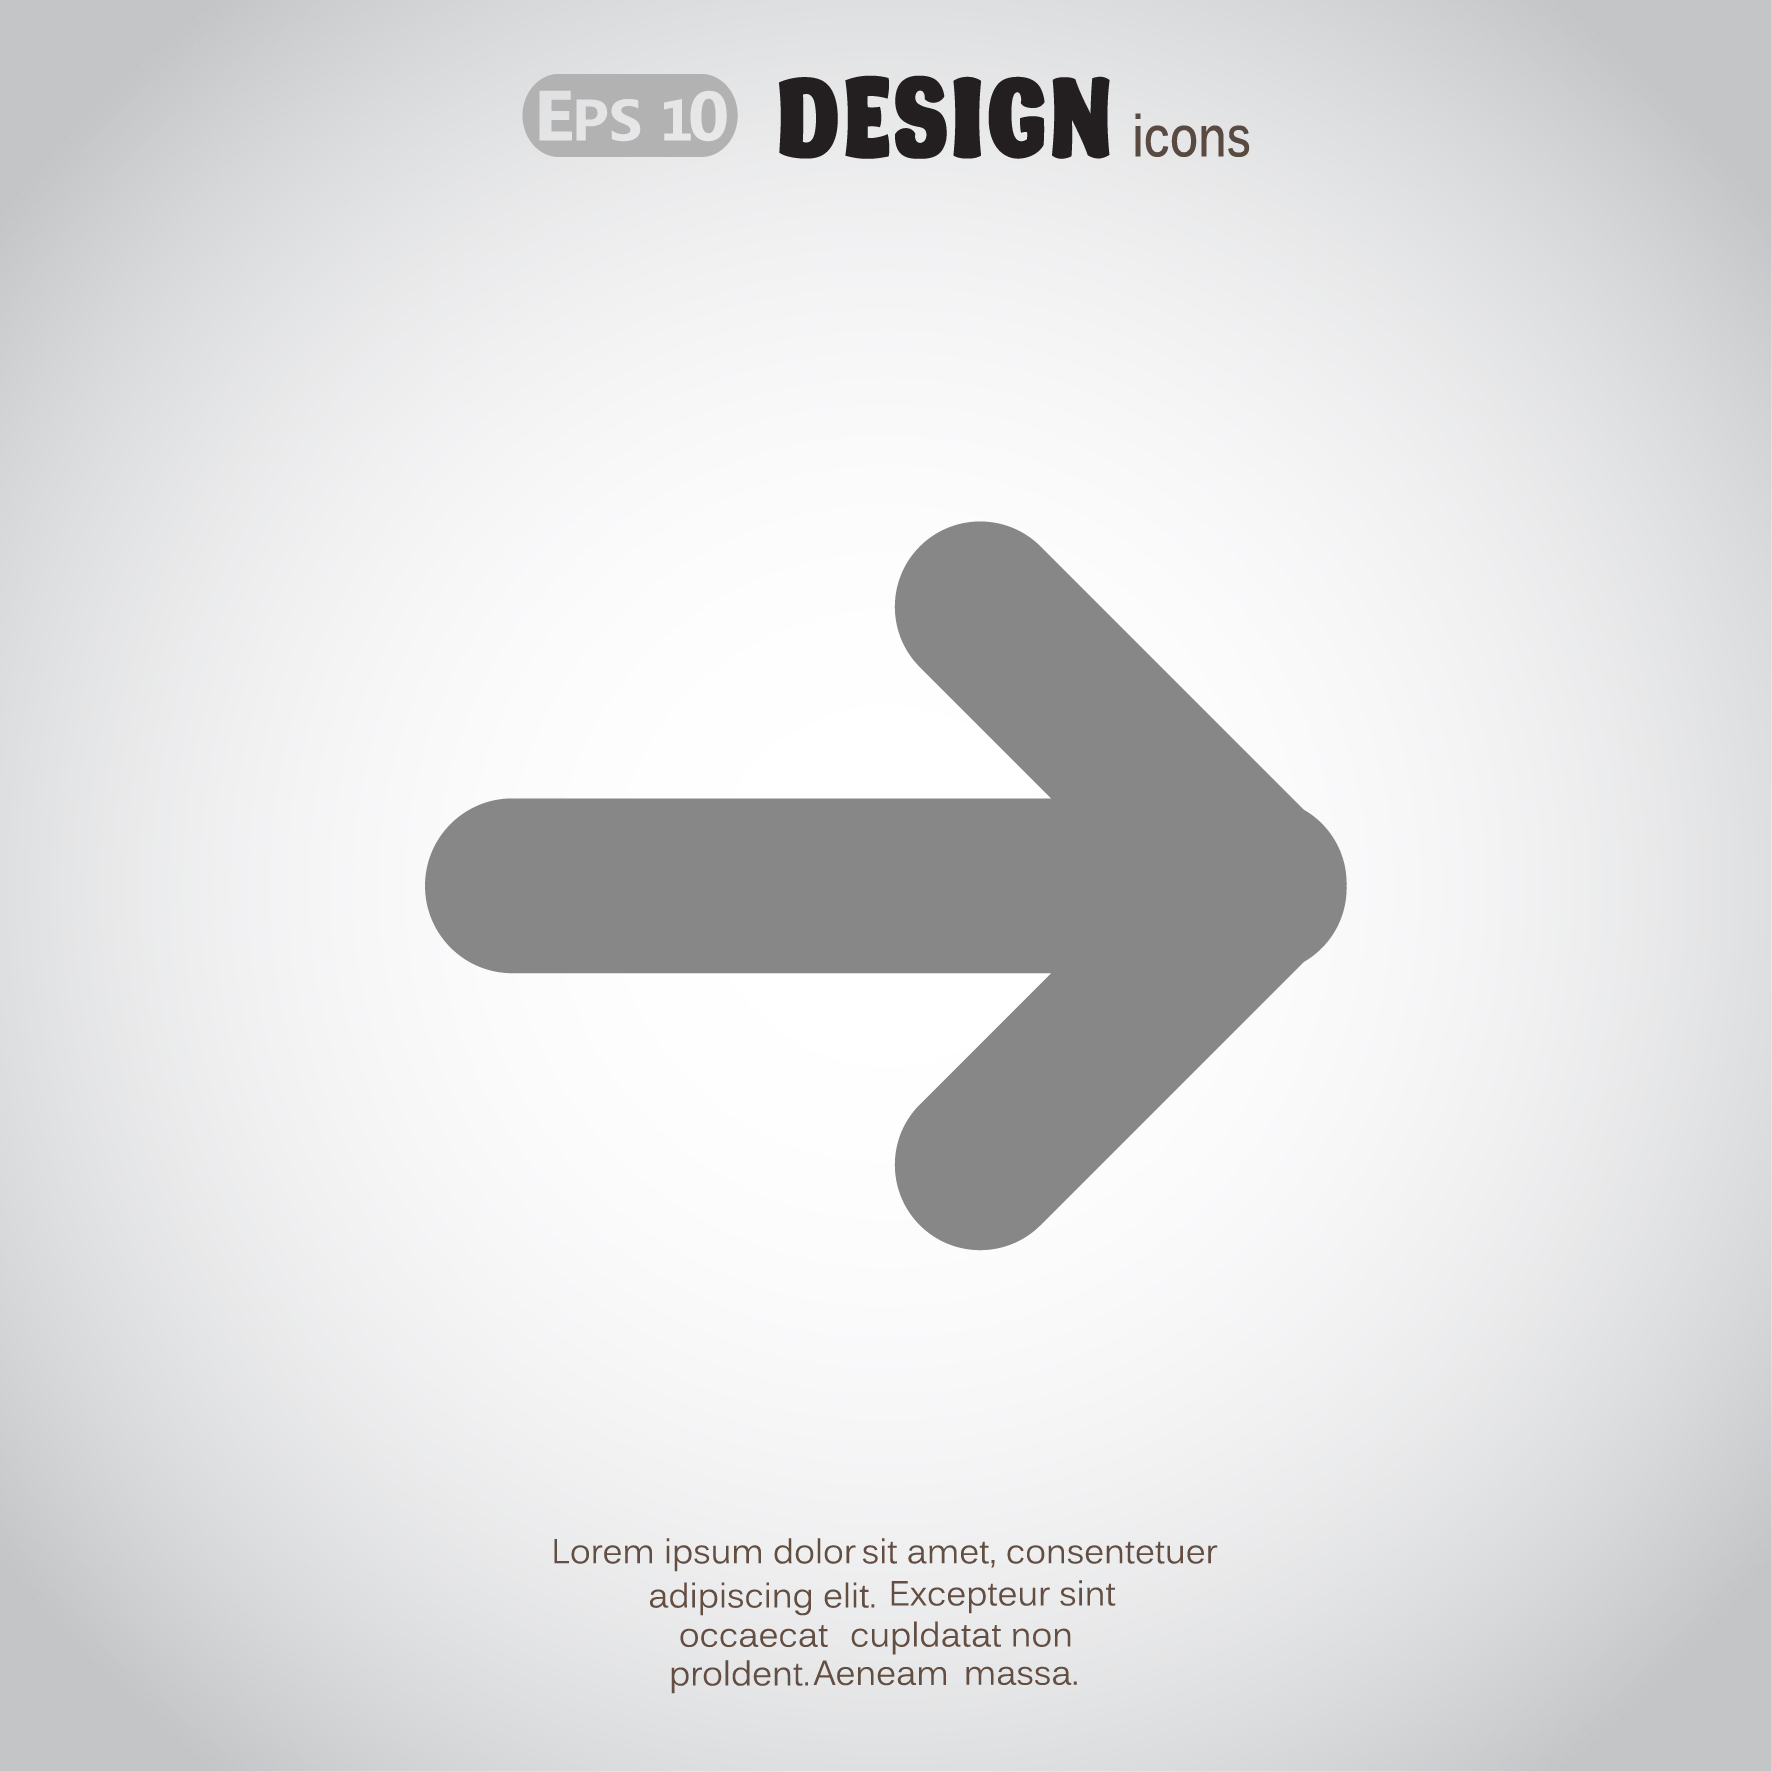 EPS 10 DESIGN icons
Lorem ipsum dolor sit amet, consentetuer
adipiscing elit. Excepteur sint
occaecat cupldatat non
proldent. Aeneam massa.